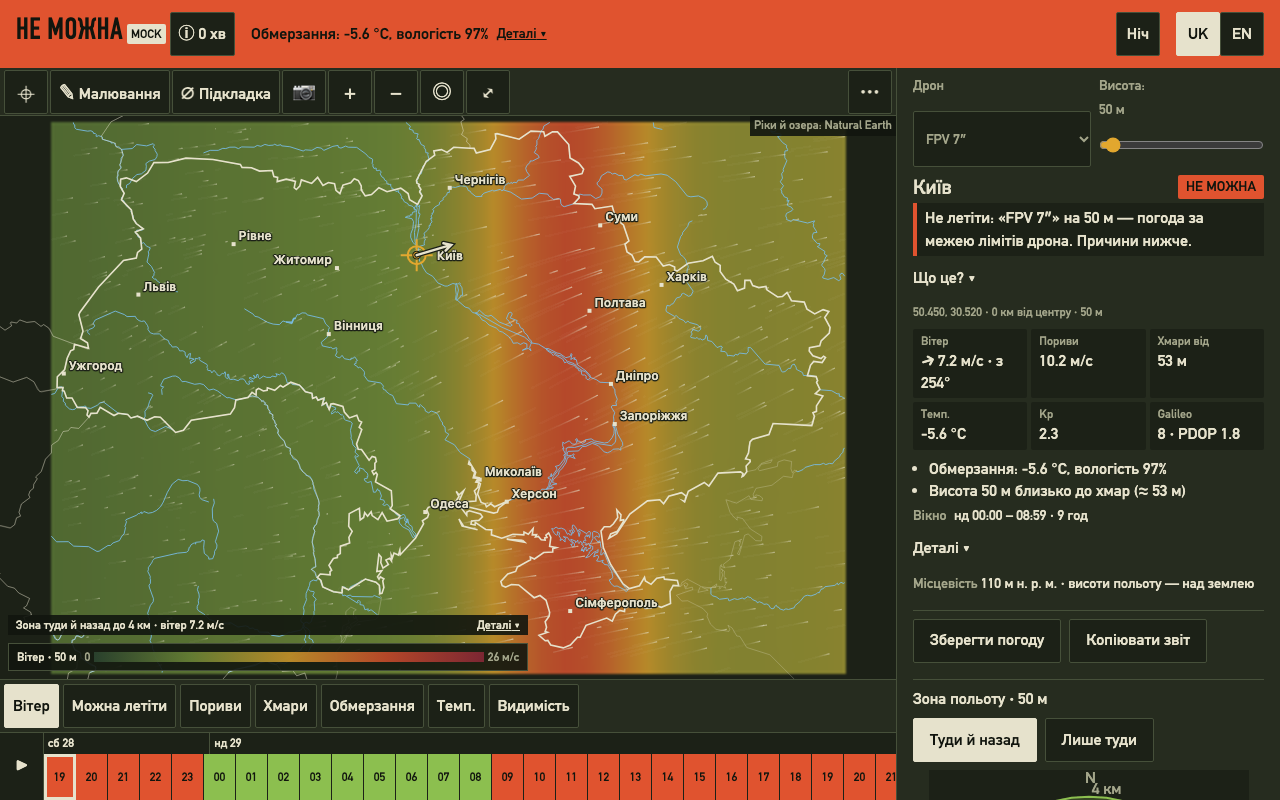 НЕ МОЖНА МОСК ⓘ 0 хв Обмерзання: -5.6 °C, вологість 97% Деталі ▾ Ніч UK EN
✎ Малювання ∅ Підкладка + − ◎ ⤢ •••
Ріки й озера: Natural Earth
Чернігів
Суми
Рівне
Житомир
Київ
Харків
Львів
Полтава
Вінниця
Ужгород
Дніпро
Запоріжжя
Миколаїв
Херсон
Одеса
Сімферополь
Зона туди й назад до 4 км · вітер 7.2 м/с Деталі ▾
Вітер · 50 м 0 26 м/с
Вітер Можна летіти Пориви Хмари Обмерзання Темп. Видимість
сб 28 нд 29
▶ 19 20 21 22 23 00 01 02 03 04 05 06 07 08 09 10 11 12 13 14 15 16 17 18 19 20 21
Дрон Висота:
50 м
FPV 7″
Київ НЕ МОЖНА
Не летіти: «FPV 7″» на 50 м — погода за
межею лімітів дрона. Причини нижче.
Що це? ▾
50.450, 30.520 · 0 км від центру · 50 м
Вітер Пориви Хмари від
➔ 7.2 м/с · з 10.2 м/с 53 м
254°
Темп. Kp Galileo
-5.6 °C 2.3 8 · PDOP 1.8
• Обмерзання: -5.6 °C, вологість 97%
• Висота 50 м близько до хмар (≈ 53 м)
Вікно нд 00:00 – 08:59 · 9 год
Деталі ▾
Місцевість 110 м н. р. м. · висоти польоту — над землею
Зберегти погоду Копіювати звіт
Зона польоту · 50 м
Туди й назад Лише туди
N
4 км